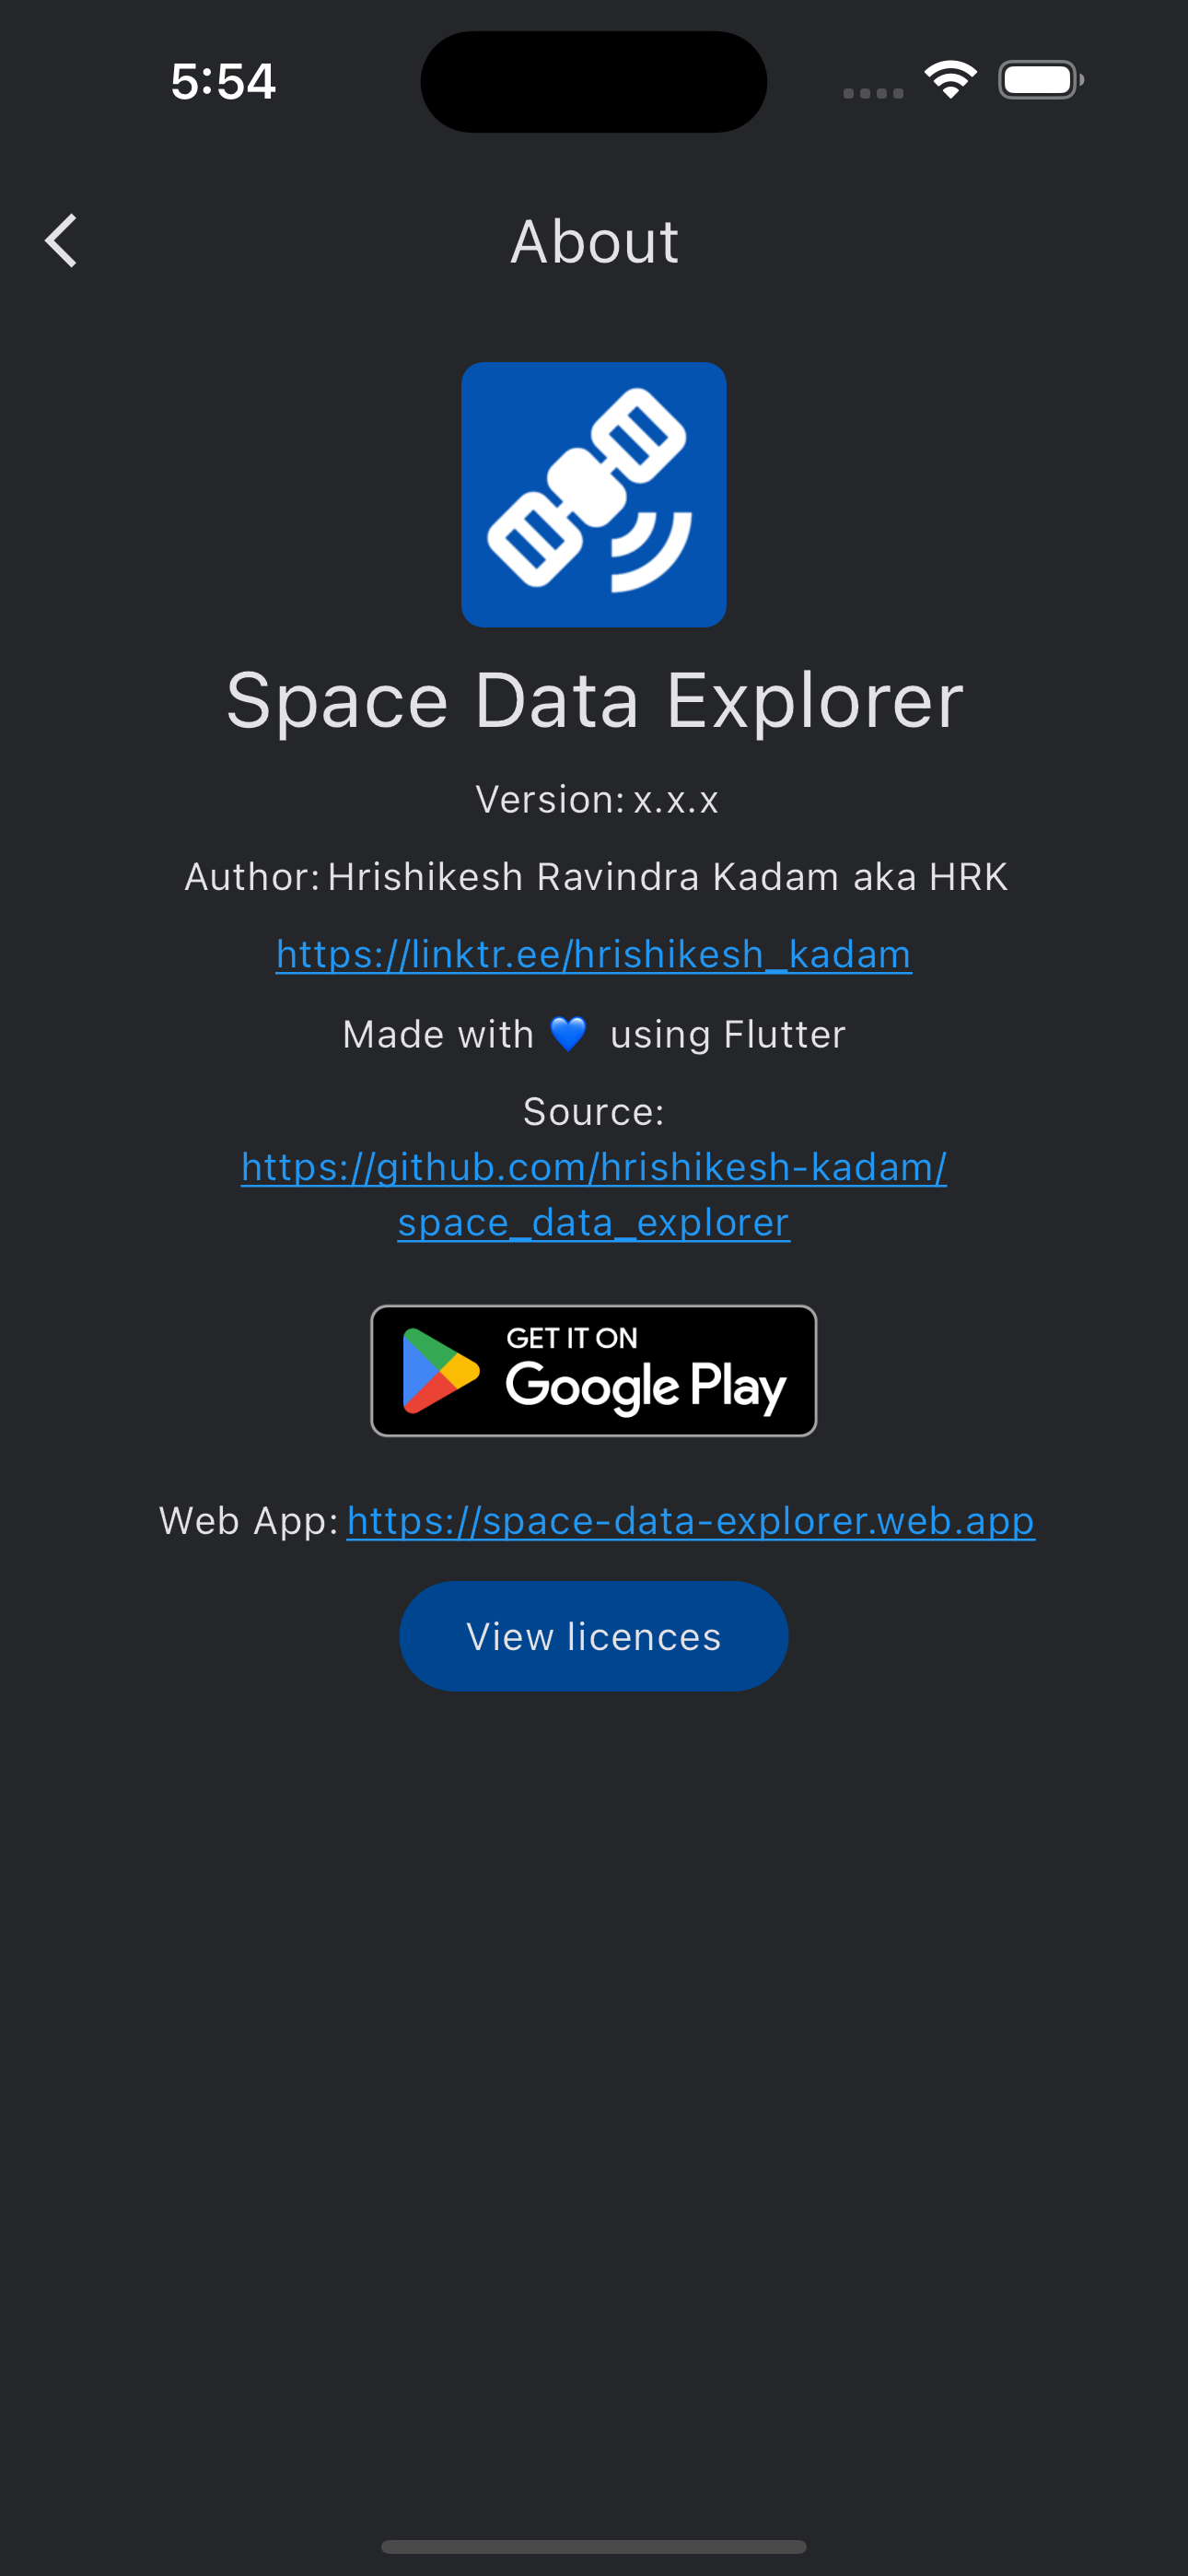 5:54
About
Space Data Explorer
Version: x.x.x
Author: Hrishikesh Ravindra Kadam aka HRK
https://linktr.ee/hrishikesh_kadam
Made with 💙 using Flutter
Source:
https://github.com/hrishikesh-kadam/
space_data_explorer
GET IT ON
Google Play
Web App: https://space-data-explorer.web.app
View licences